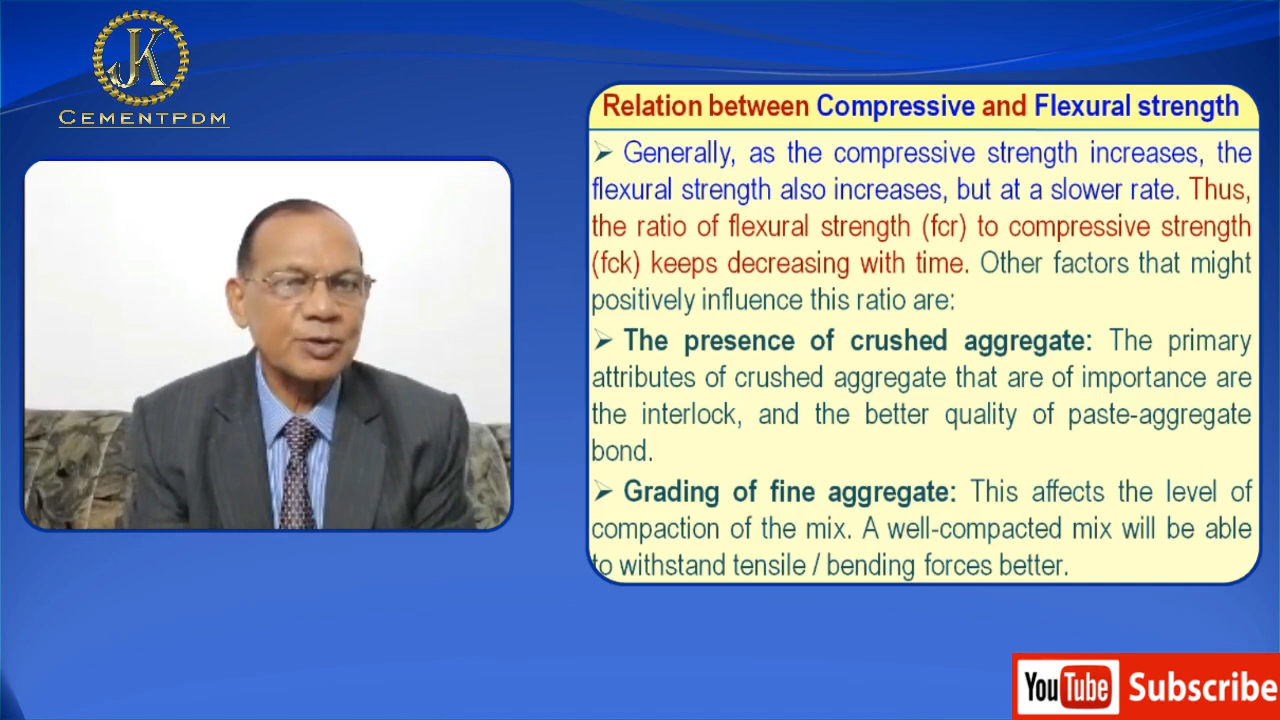 JK
CEMENTPDM
Relation between Compressive and Flexural strength
➢ Generally, as the compressive strength increases, the
flexural strength also increases, but at a slower rate. Thus,
the ratio of flexural strength (fcr) to compressive strength
(fck) keeps decreasing with time. Other factors that might
positively influence this ratio are:
➢ The presence of crushed aggregate: The primary
attributes of crushed aggregate that are of importance are
the interlock, and the better quality of paste-aggregate
bond.
➢ Grading of fine aggregate: This affects the level of
compaction of the mix. A well-compacted mix will be able
to withstand tensile / bending forces better.
YouTube Subscribe